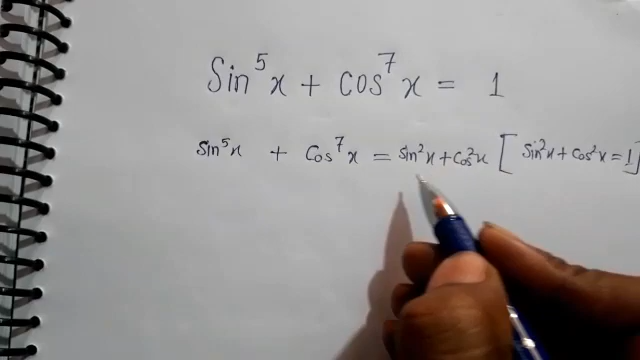 Sin⁵x + cos⁷x = 1
Sin⁵x + cos⁷x = sin²x + cos²x [ Sin²x + cos²x = 1 ]